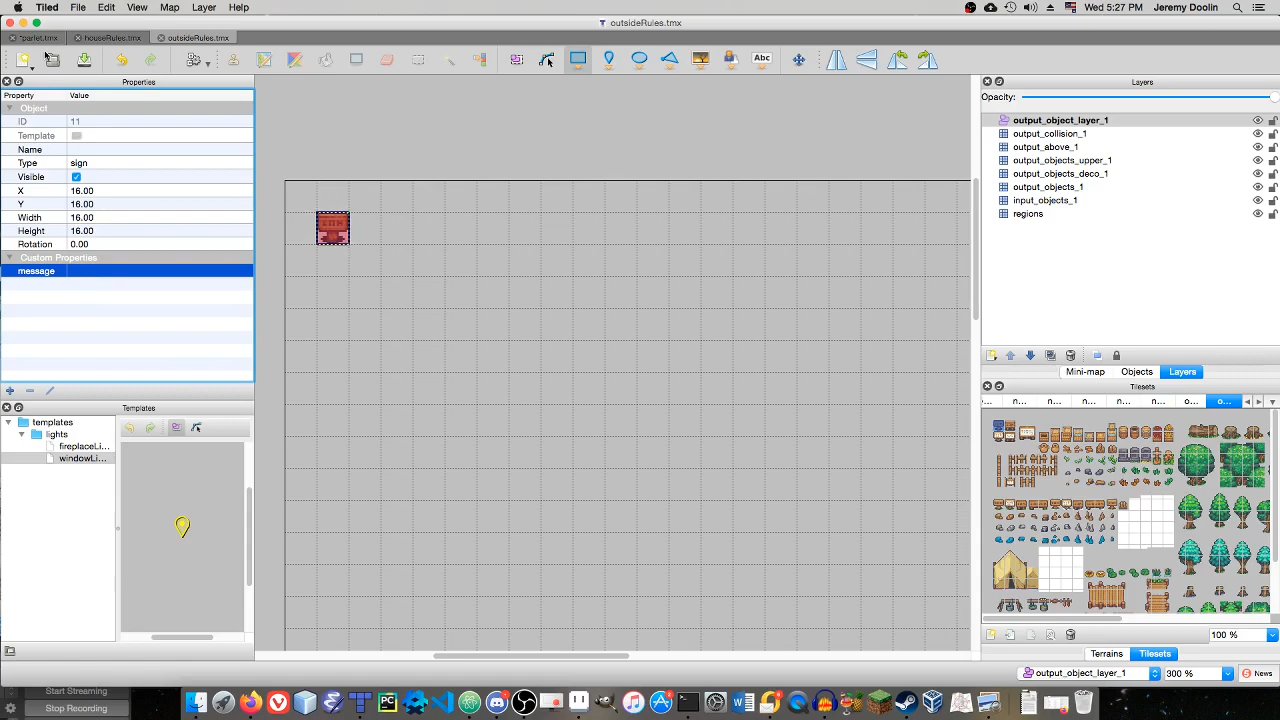 Tiled File Edit View Map Layer Help Wed 5:27 PM Jeremy Doolin
outsideRules.tmx
*parlet.tmx houseRules.tmx outsideRules.tmx
Abc
Properties
Property Value
Object
ID 11
Template
Name
Type sign
Visible
X 16.00
Y 16.00
Width 16.00
Height 16.00
Rotation 0.00
Custom Properties
message
Templates
templates
lights
fireplaceLi...
windowLi...
Layers
Opacity:
output_object_layer_1
output_collision_1
output_above_1
output_objects_upper_1
output_objects_deco_1
output_objects_1
input_objects_1
regions
Mini-map Objects Layers
Tilesets
... n... n... n... n... n... o... o...
100 %
Terrains Tilesets
output_object_layer_1 300 % News
Start Streaming
Stop Recording